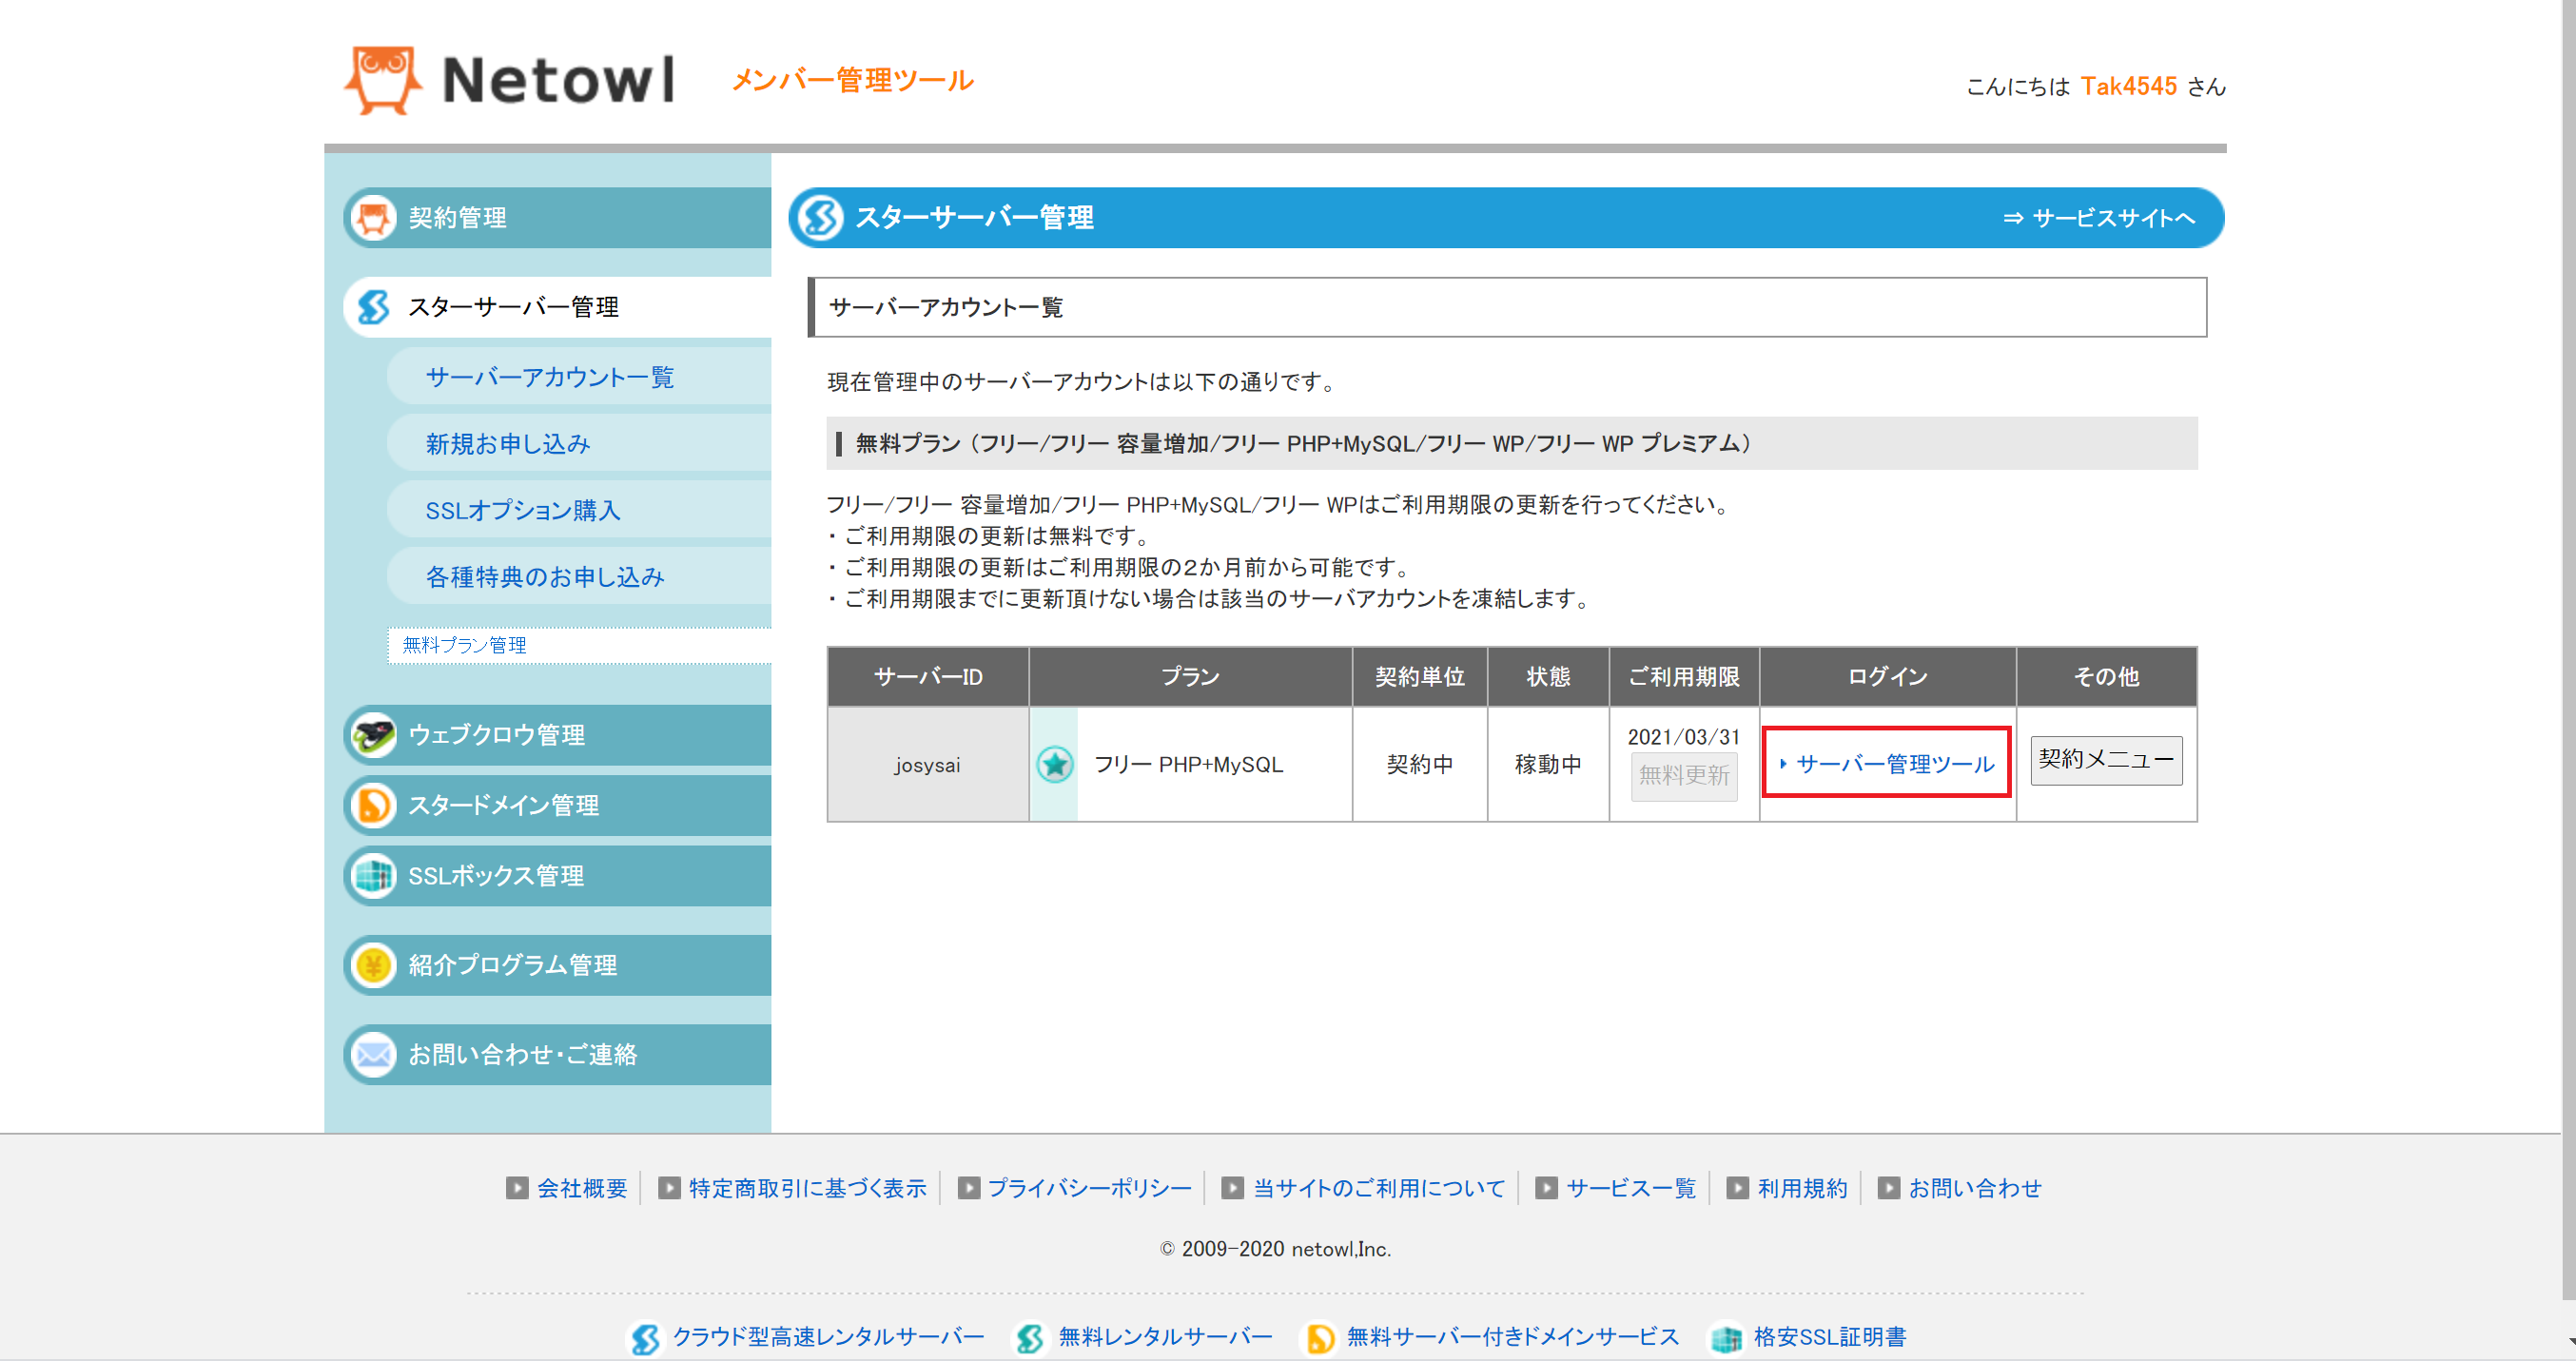 Netowl
メンバー管理ツール
こんにちは Tak4545 さん
契約管理
スターサーバー管理
サーバーアカウント一覧
新規お申し込み
SSLオプション購入
各種特典のお申し込み
無料プラン管理
ウェブクロウ管理
スタードメイン管理
SSLボックス管理
紹介プログラム管理
お問い合わせ・ご連絡
スターサーバー管理
⇒ サービスサイトへ
サーバーアカウント一覧
現在管理中のサーバーアカウントは以下の通りです。
無料プラン（フリー/フリー 容量増加/フリー PHP+MySQL/フリー WP/フリー WP プレミアム）
フリー/フリー 容量増加/フリー PHP+MySQL/フリー WPはご利用期限の更新を行ってください。
・ご利用期限の更新は無料です。
・ご利用期限の更新はご利用期限の2か月前から可能です。
・ご利用期限までに更新頂けない場合は該当のサーバアカウントを凍結します。
サーバーID プラン 契約単位 状態 ご利用期限 ログイン その他
josysai フリー PHP+MySQL 契約中 稼動中 2021/03/31 無料更新 サーバー管理ツール 契約メニュー
会社概要 特定商取引に基づく表示 プライバシーポリシー 当サイトのご利用について サービス一覧 利用規約 お問い合わせ
© 2009-2020 netowl,Inc.
クラウド型高速レンタルサーバー 無料レンタルサーバー 無料サーバー付きドメインサービス 格安SSL証明書